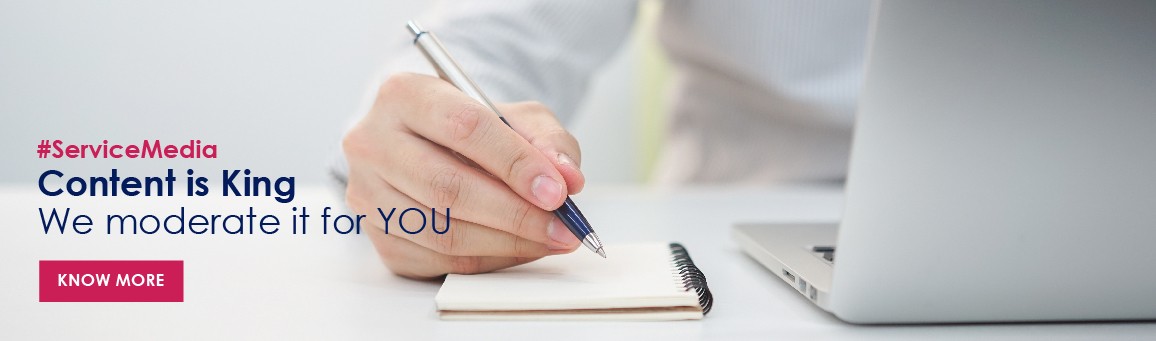 #ServiceMedia
Content is King
We moderate it for YOU
KNOW MORE